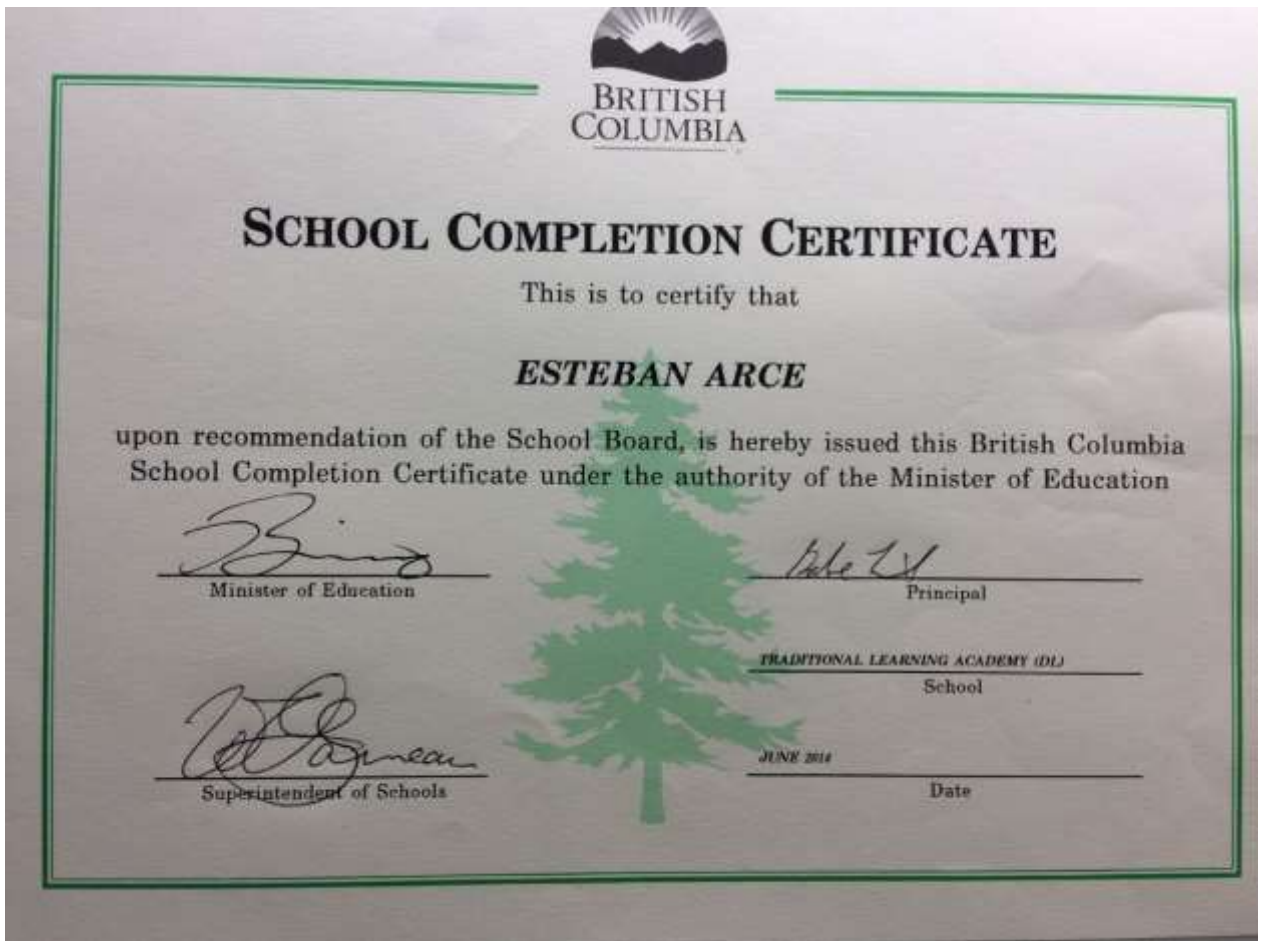 BRITISH
COLUMBIA
SCHOOL COMPLETION CERTIFICATE
This is to certify that
ESTEBAN ARCE
upon recommendation of the School Board, is hereby issued this British Columbia
School Completion Certificate under the authority of the Minister of Education
Minister of Education
Principal
TRADITIONAL LEARNING ACADEMY (DL)
School
Superintendent of Schools
JUNE 2014
Date